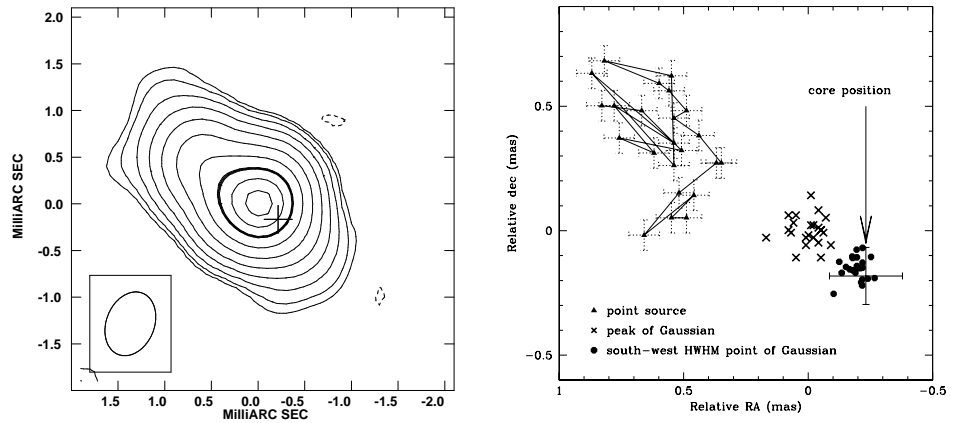 2.0
1.5
1.0
0.5
0.0
-0.5
-1.0
-1.5
MilliARC SEC
1.5 1.0 0.5 0.0 -0.5 -1.0 -1.5 -2.0
MilliARC SEC
0.5
0
-0.5
Relative dec (mas)
core position
point source
peak of Gaussian
south-west HWHM point of Gaussian
1 0.5 0 -0.5
Relative RA (mas)